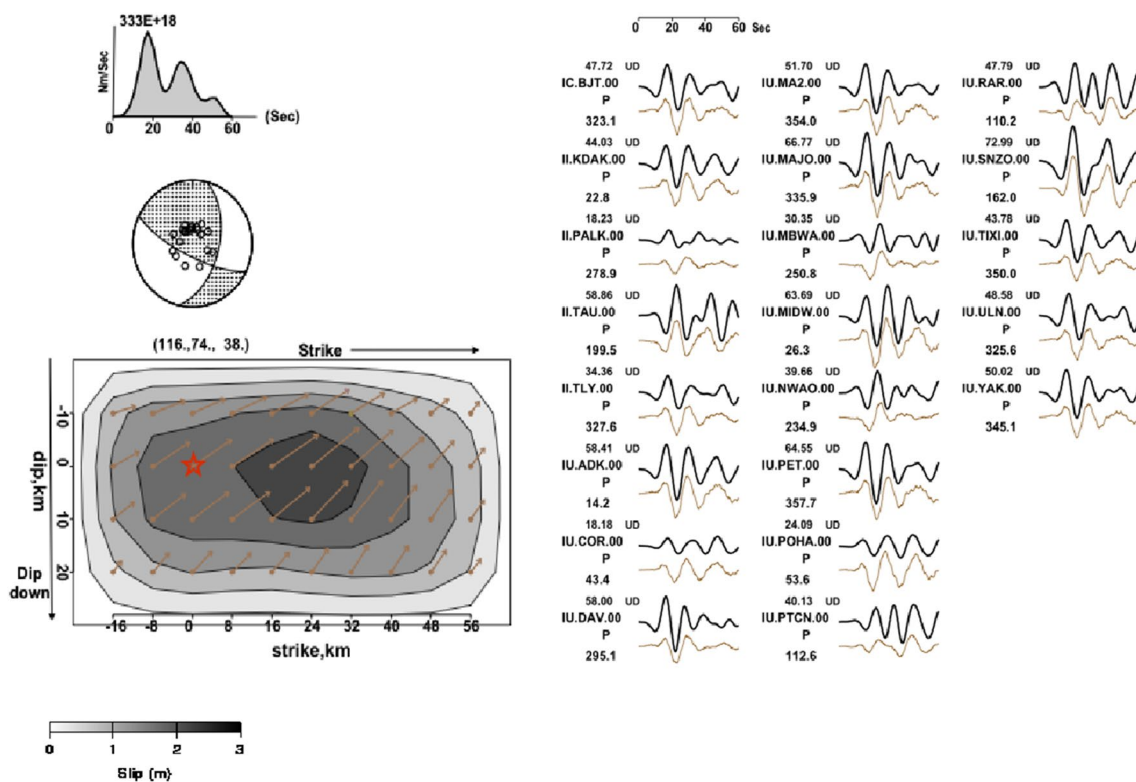 333E+18
Nm/Sec
0 20 40 60 (Sec)
(116.,74., 38.)
Strike
dip,km
-10
0
10
20
Dip
down
-16 -8 0 8 16 24 32 40 48 56
strike,km
0 1 2 3
Slip (m)
0 20 40 60 Sec
47.72 UD
IC.BJT.00
P
323.1
44.03 UD
II.KDAK.00
P
22.8
18.23 UD
II.PALK.00
P
278.9
58.86 UD
II.TAU.00
P
199.5
34.36 UD
II.TLY.00
P
327.6
58.41 UD
IU.ADK.00
P
14.2
18.18 UD
IU.COR.00
P
43.4
58.00 UD
IU.DAV.00
P
295.1
51.70 UD
IU.MA2.00
P
354.0
66.77 UD
IU.MAJO.00
P
335.9
30.35 UD
IU.MBWA.00
P
250.8
63.69 UD
IU.MIDW.00
P
26.3
39.66 UD
IU.NWAO.00
P
234.9
64.55 UD
IU.PET.00
P
357.7
24.09 UD
IU.POHA.00
P
53.6
40.13 UD
IU.PTCN.00
P
112.6
47.79 UD
IU.RAR.00
P
110.2
72.99 UD
IU.SNZO.00
P
162.0
43.78 UD
IU.TIXI.00
P
350.0
48.58 UD
IU.ULN.00
P
325.6
50.02 UD
IU.YAK.00
P
345.1